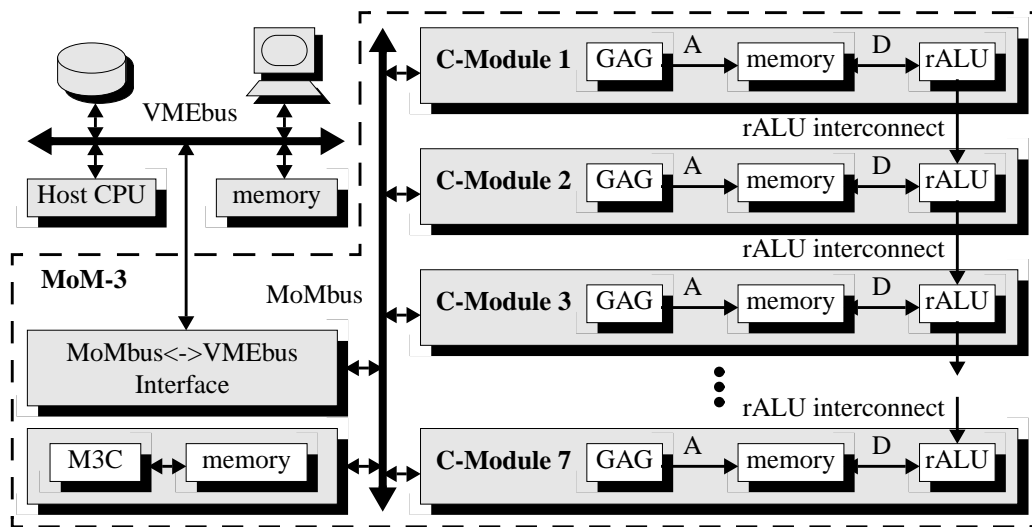 VMEbus
Host CPU
memory
MoM-3
MoMbus
MoMbus<->VMEbus
Interface
M3C
memory
C-Module 1
GAG
A
memory
D
rALU
rALU interconnect
C-Module 2
GAG
A
memory
D
rALU
rALU interconnect
C-Module 3
GAG
A
memory
D
rALU
rALU interconnect
C-Module 7
GAG
A
memory
D
rALU